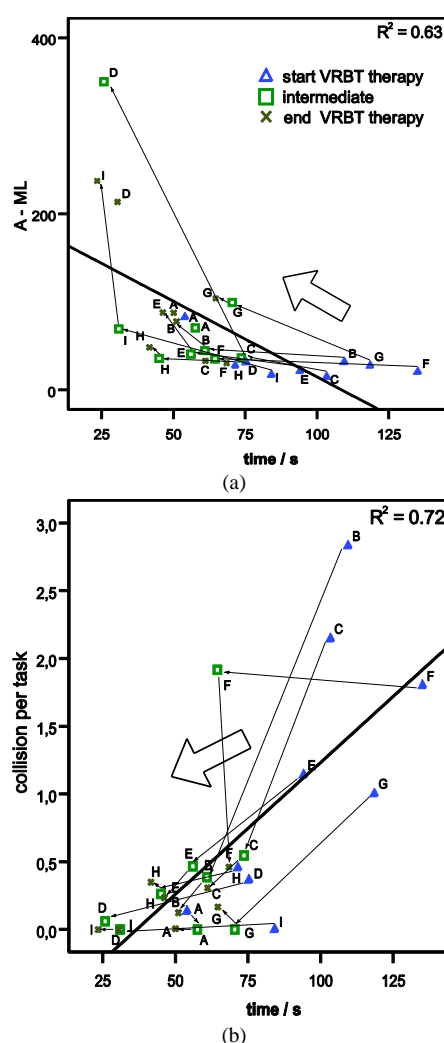 R² = 0.63
400
200
0
A - ML
start VRBT therapy
intermediate
end VRBT therapy
D
I
D
G
G
E
A
A
B
A
H
E
B
C
B
G
I
H
C
F
H
D
I
E
C
F
25
50
75
100
125
time / s
(a)
R² = 0.72
3,0
2,5
2,0
1,5
1,0
0,5
0,0
collision per task
B
C
F
F
E
G
E
F
C
H
B
H
D
E
H
C
B
D
A
G
I
D
I
A
A
G
I
25
50
75
100
125
time / s
(b)